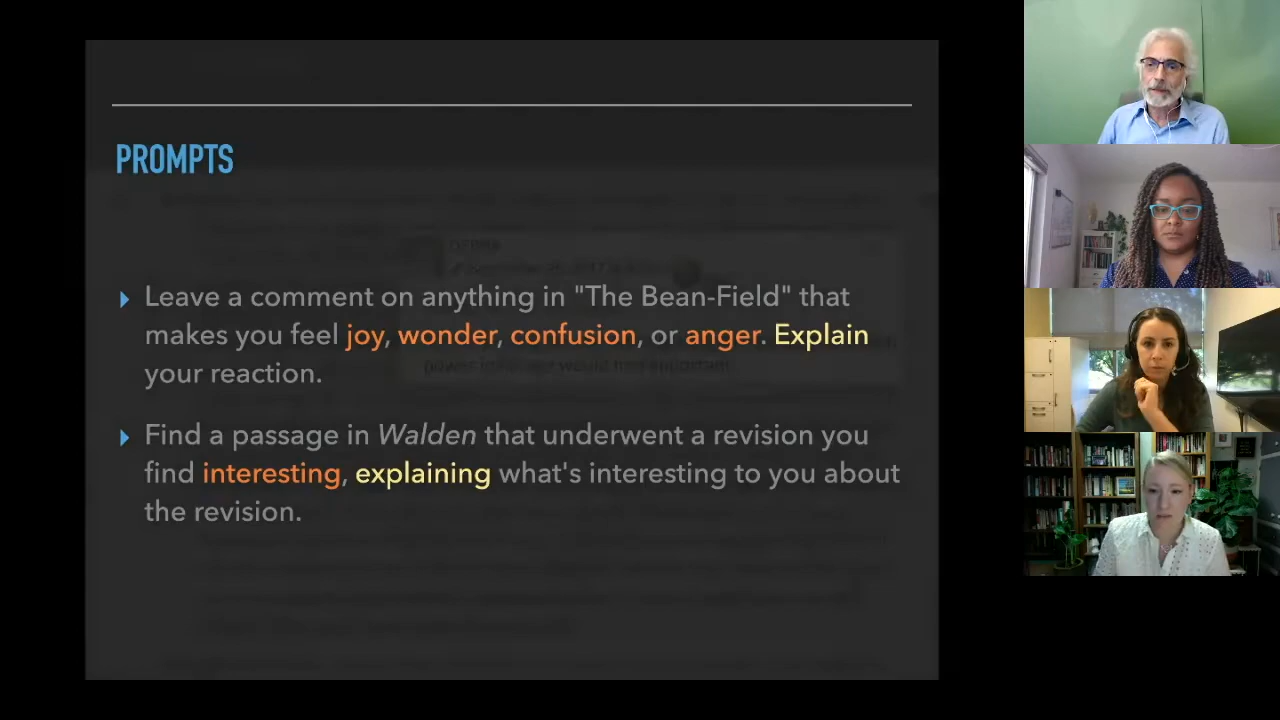 PROMPTS
Leave a comment on anything in "The Bean-Field" that
makes you feel joy, wonder, confusion, or anger. Explain
your reaction.
Find a passage in Walden that underwent a revision you
find interesting, explaining what's interesting to you about
the revision.